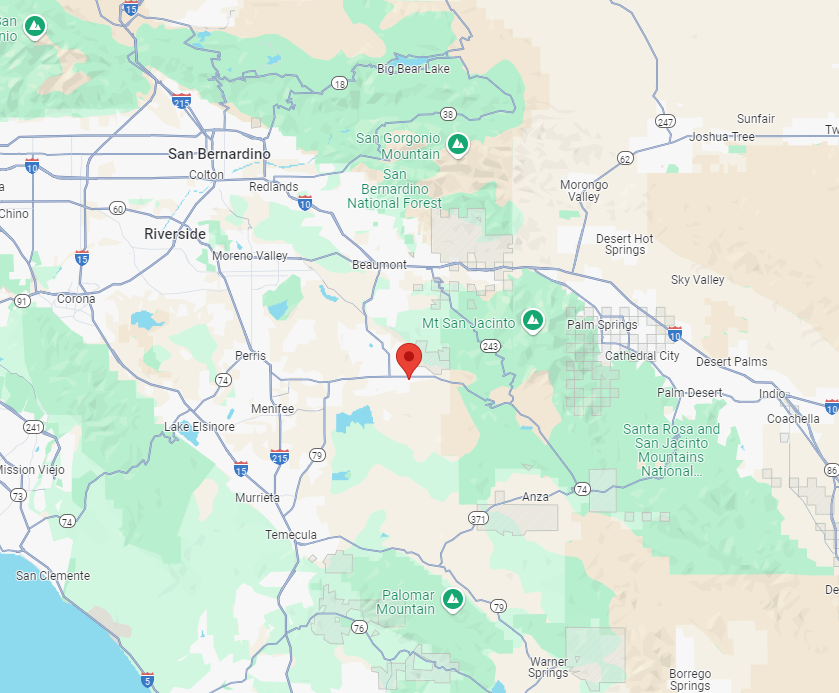 15
San
nio
Big Bear Lake
18
215
38
247
Sunfair
Tw
Joshua Tree
San Gorgonio
Mountain
San Bernardino
62
10
Colton
San
Bernardino
National Forest
Redlands
10
Morongo
Valley
a
60
Chino
Riverside
Desert Hot
Springs
15
Moreno Valley
Beaumont
Sky Valley
91
Corona
Mt San Jacinto
Palm Springs
10
243
Perris
Cathedral City
Desert Palms
74
Palm Desert
Indio
10
Menifee
Coachella
241
Lake Elsinore
Santa Rosa and
San Jacinto
Mountains
National...
79
215
15
Mission Viejo
86
73
Murrieta
74
Anza
74
371
Temecula
San Clemente
De
Palomar
Mountain
79
76
Warner
Springs
Borrego
Springs
5